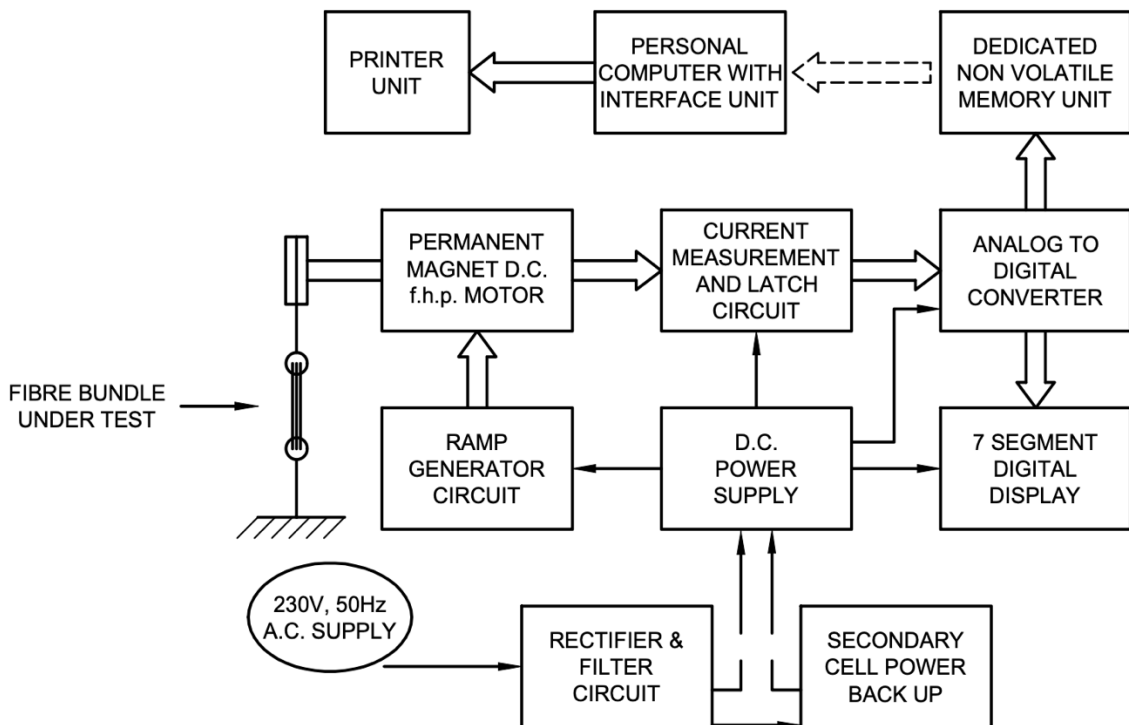 PRINTER
UNIT
PERSONAL
COMPUTER WITH
INTERFACE UNIT
DEDICATED
NON VOLATILE
MEMORY UNIT
PERMANENT
MAGNET D.C.
f.h.p. MOTOR
CURRENT
MEASUREMENT
AND LATCH
CIRCUIT
ANALOG TO
DIGITAL
CONVERTER
FIBRE BUNDLE
UNDER TEST
RAMP
GENERATOR
CIRCUIT
D.C.
POWER
SUPPLY
7 SEGMENT
DIGITAL
DISPLAY
230V, 50Hz
A.C. SUPPLY
RECTIFIER &
FILTER
CIRCUIT
SECONDARY
CELL POWER
BACK UP